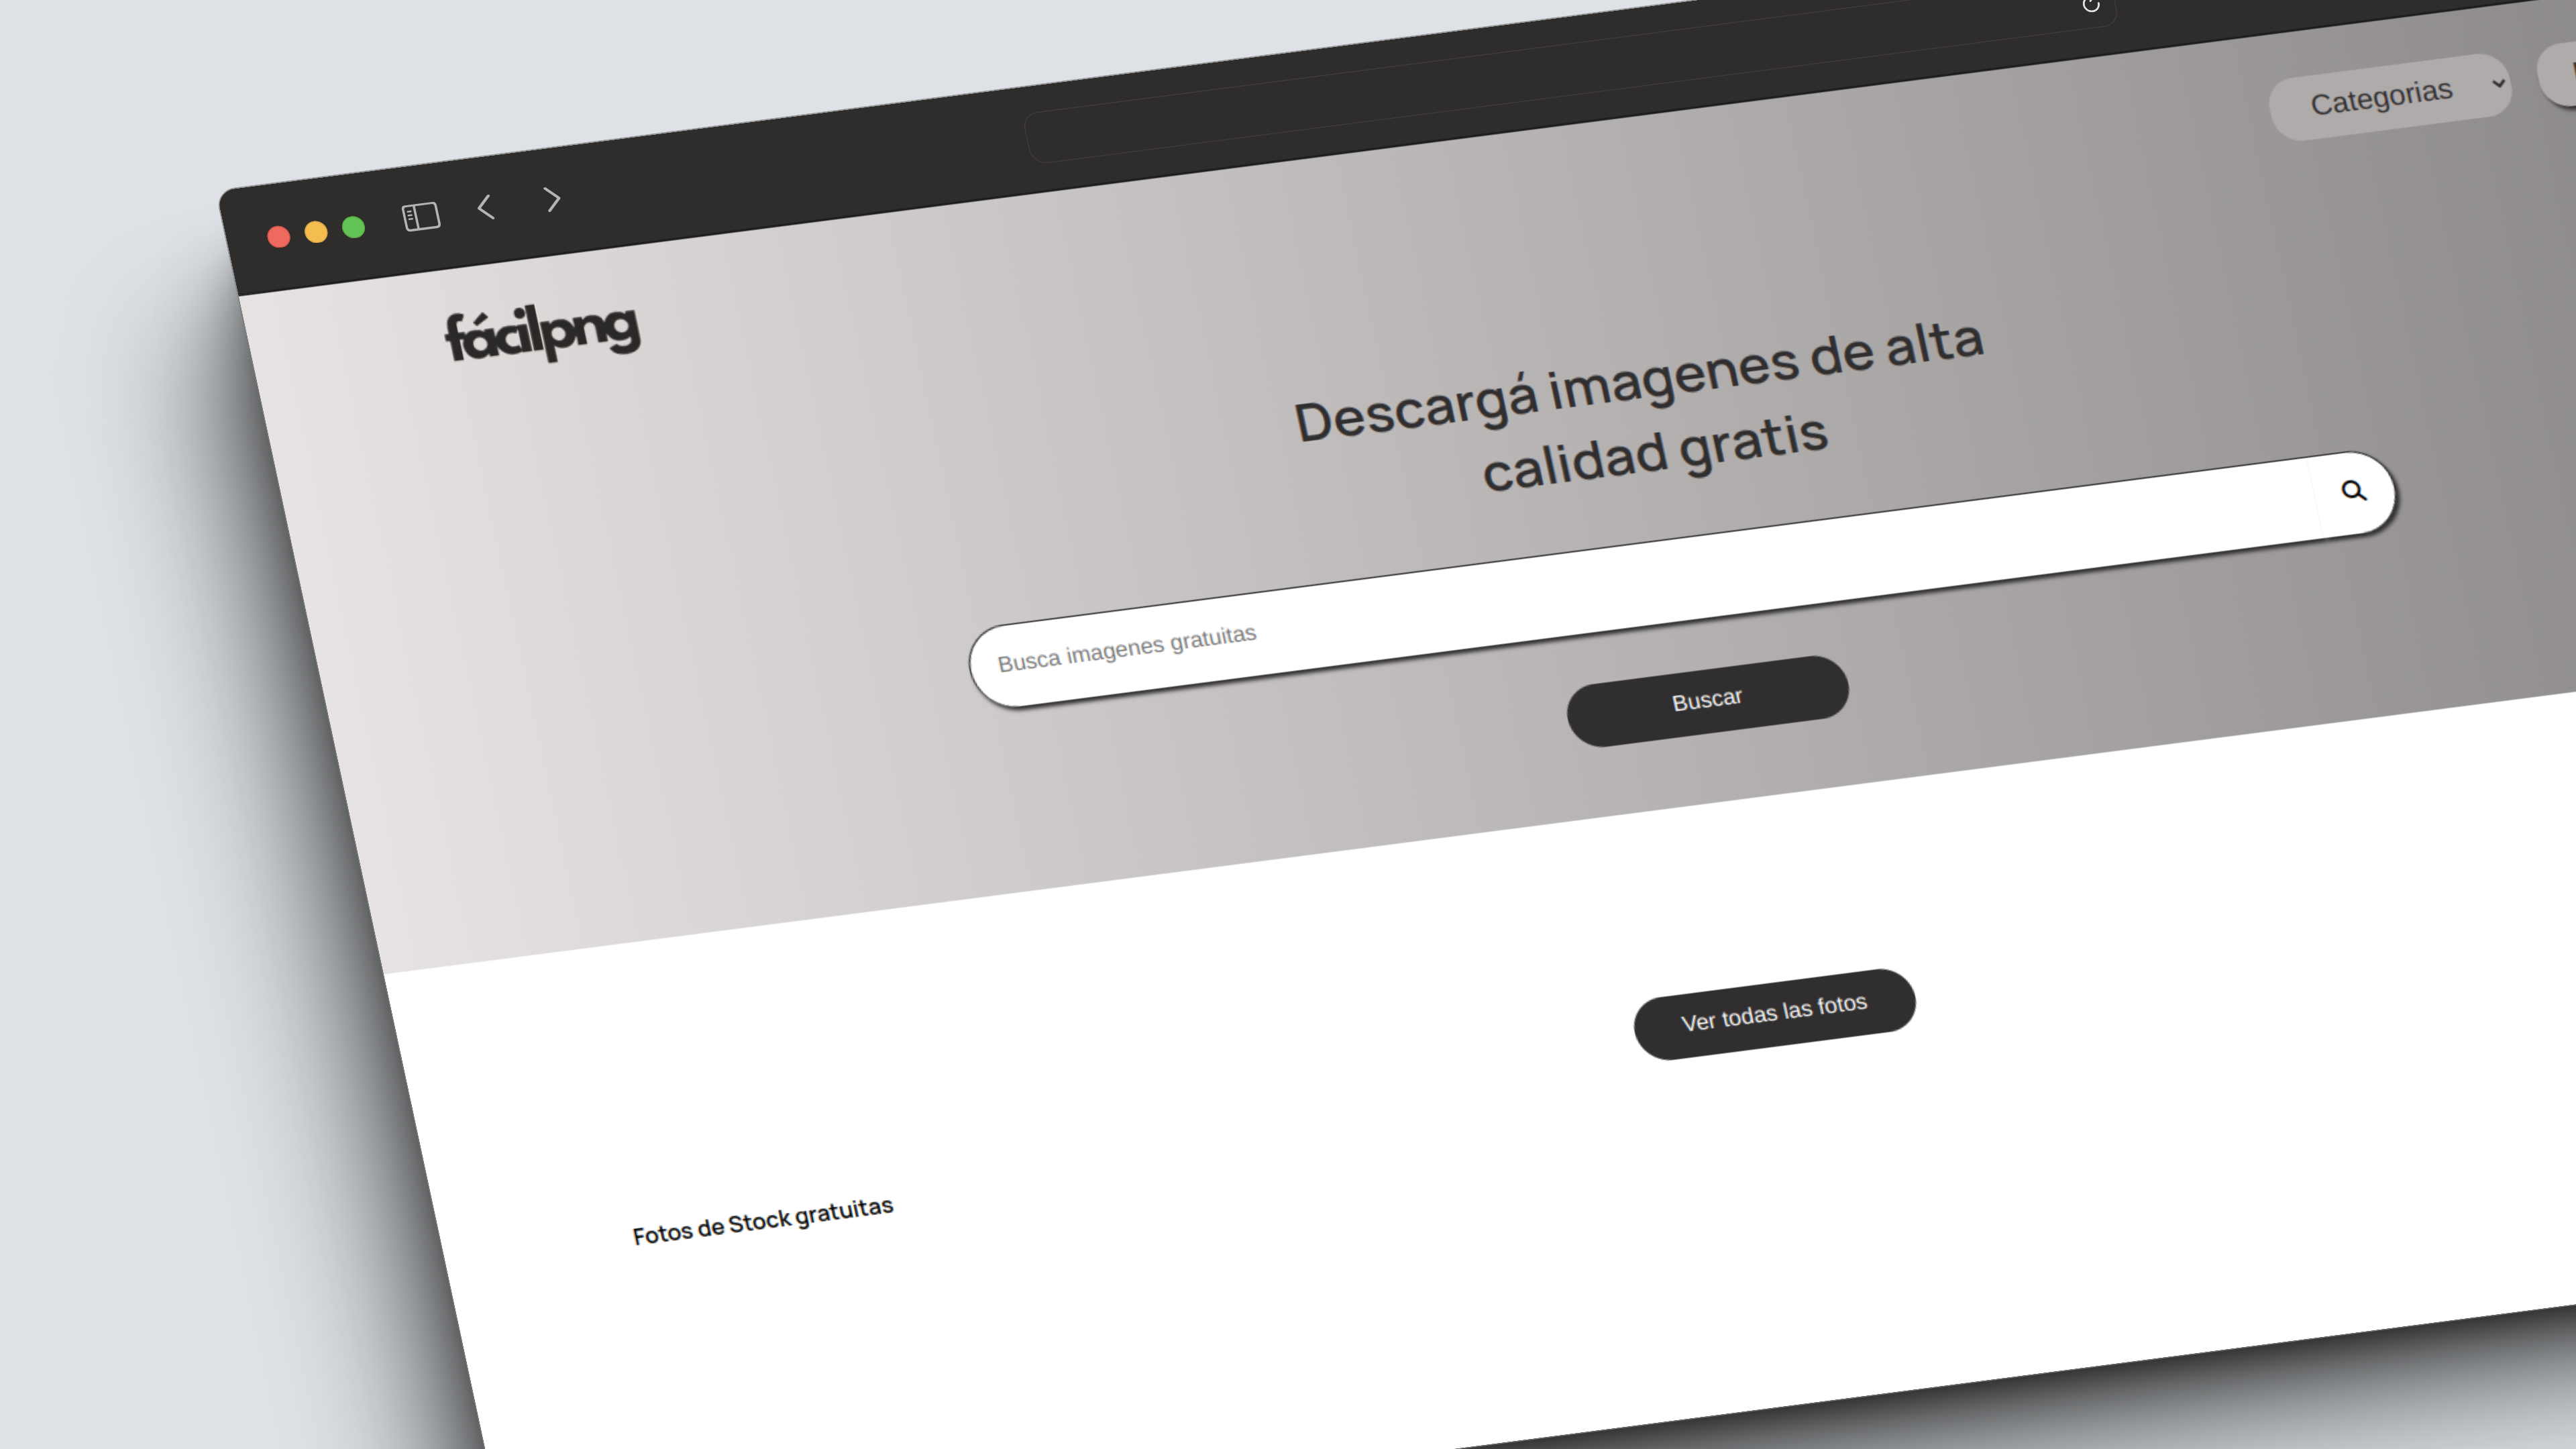 Categorias
fácilpng
Descargá imagenes de alta
calidad gratis
Busca imagenes gratuitas
Buscar
Ver todas las fotos
Fotos de Stock gratuitas